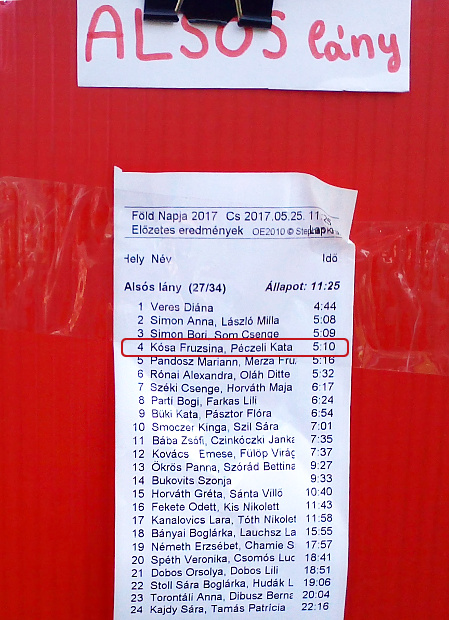 ALSÓS lány
Föld Napja 2017 Cs 2017.05.25. 11
Előzetes eredmények OE2010 ©
Hely Név Idő
Alsós lány (27/34) Állapot: 11:25
1 Veres Diána 4:44
2 Simon Anna, László Milla 5:08
3 Simon Bori, Som Csenge 5:09
4 Kósa Fruzsina, Péczeli Kata 5:10
5 Pandosz Mariann, Merza Fru 5:16
6 Rónai Alexandra, Oláh Ditte 5:32
7 Széki Csenge, Horváth Maja 6:17
8 Parti Bogi, Farkas Lili 6:24
9 Büki Kata, Pásztor Flóra 6:54
10 Smoczer Kinga, Szil Sára 7:01
11 Bába Zsófi, Czinkóczki Janka 7:35
12 Kovács Emese, Fülöp Virág 7:37
13 Ökrös Panna, Szórád Bettina 9:27
14 Bukovits Szonja 9:33
15 Horváth Gréta, Sánta Villő 10:40
16 Fekete Odett, Kis Nikolett 11:43
17 Kanalovics Lara, Tóth Nikolet 11:58
18 Bányai Boglárka, Lauchsz La 15:55
19 Németh Erzsébet, Chamie S 17:57
20 Spéth Veronika, Csomós Luc 18:41
21 Dobos Orsolya, Dobos Lili 18:51
22 Stoll Sára Boglárka, Hudák L 19:06
23 Torontáli Anna, Dibusz Berna 20:04
24 Kajdy Sára, Tamás Patrícia 22:16